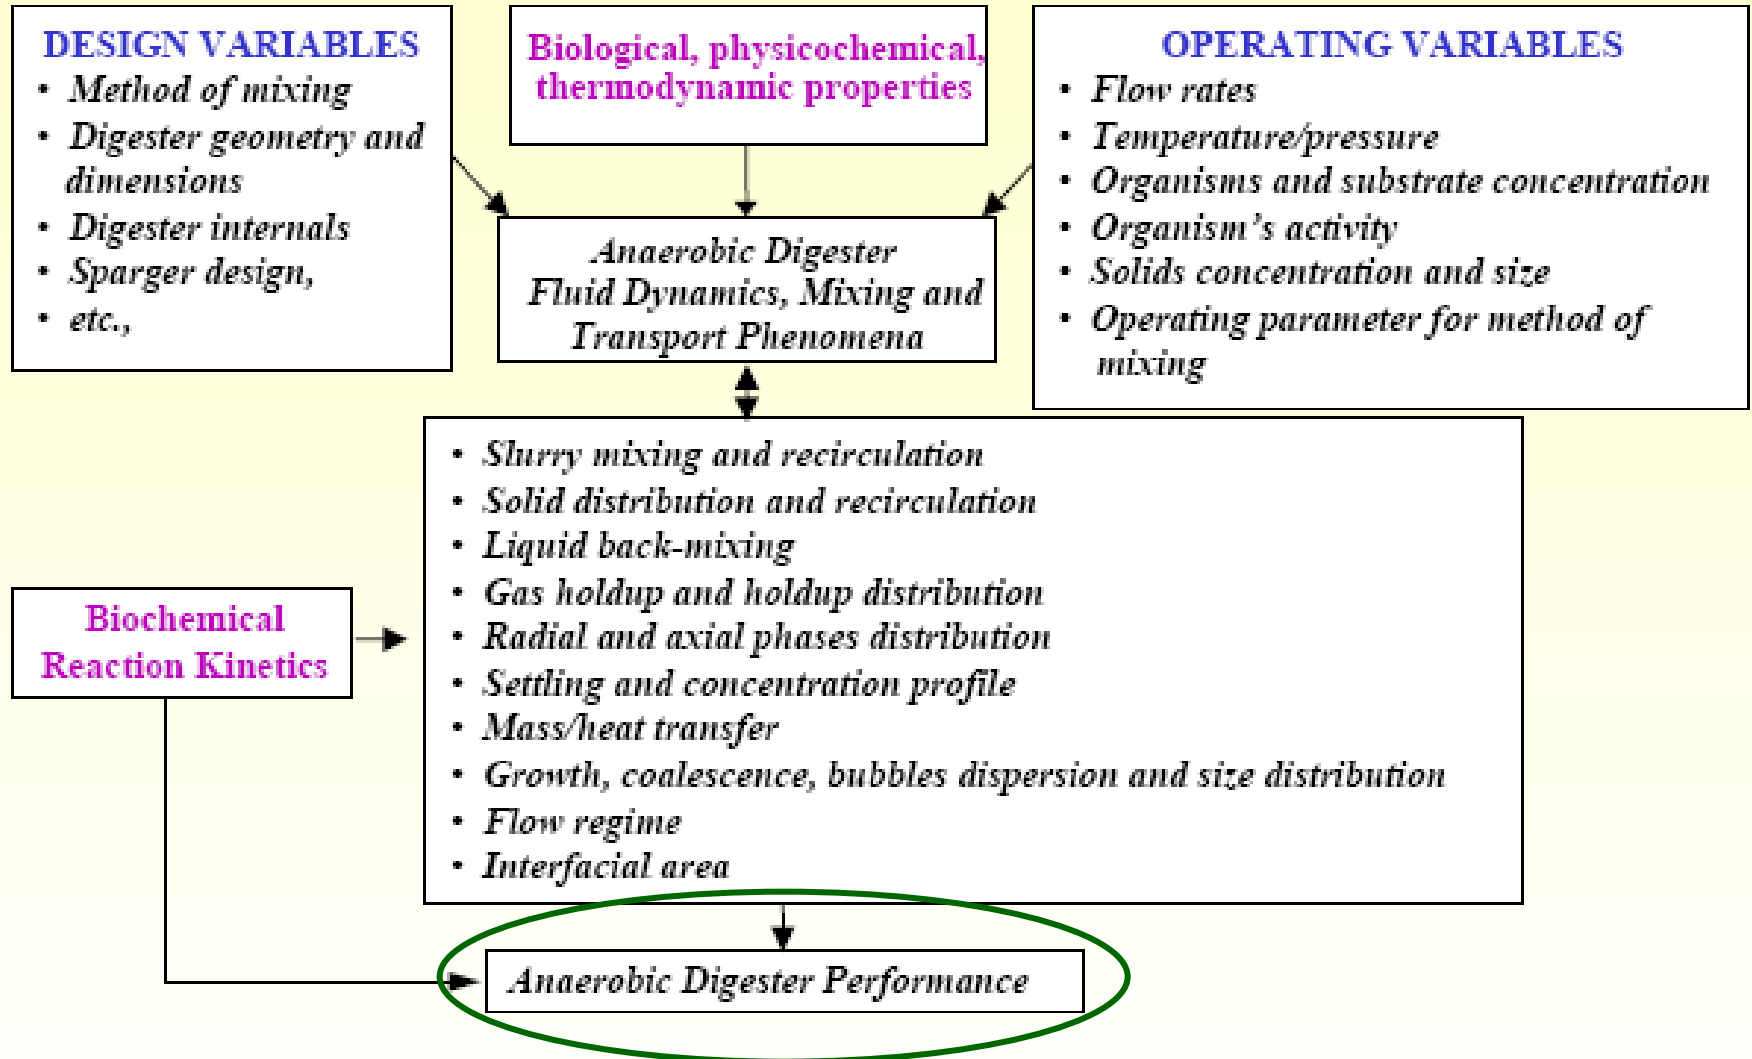 DESIGN VARIABLES
• Method of mixing
• Digester geometry and
dimensions
• Digester internals
• Sparger design,
• etc.,
Biological, physicochemical,
thermodynamic properties
OPERATING VARIABLES
• Flow rates
• Temperature/pressure
• Organisms and substrate concentration
• Organism's activity
• Solids concentration and size
• Operating parameter for method of
mixing
Anaerobic Digester
Fluid Dynamics, Mixing and
Transport Phenomena
• Slurry mixing and recirculation
• Solid distribution and recirculation
• Liquid back-mixing
• Gas holdup and holdup distribution
• Radial and axial phases distribution
• Settling and concentration profile
• Mass/heat transfer
• Growth, coalescence, bubbles dispersion and size distribution
• Flow regime
• Interfacial area
Biochemical
Reaction Kinetics
Anaerobic Digester Performance